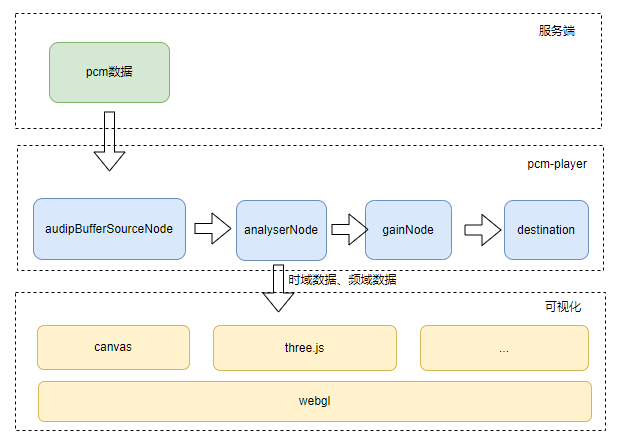 服务端
pcm数据
pcm-player
audipBufferSourceNode
analyserNode
gainNode
destination
时域数据、频域数据
可视化
canvas
three.js
...
webgl